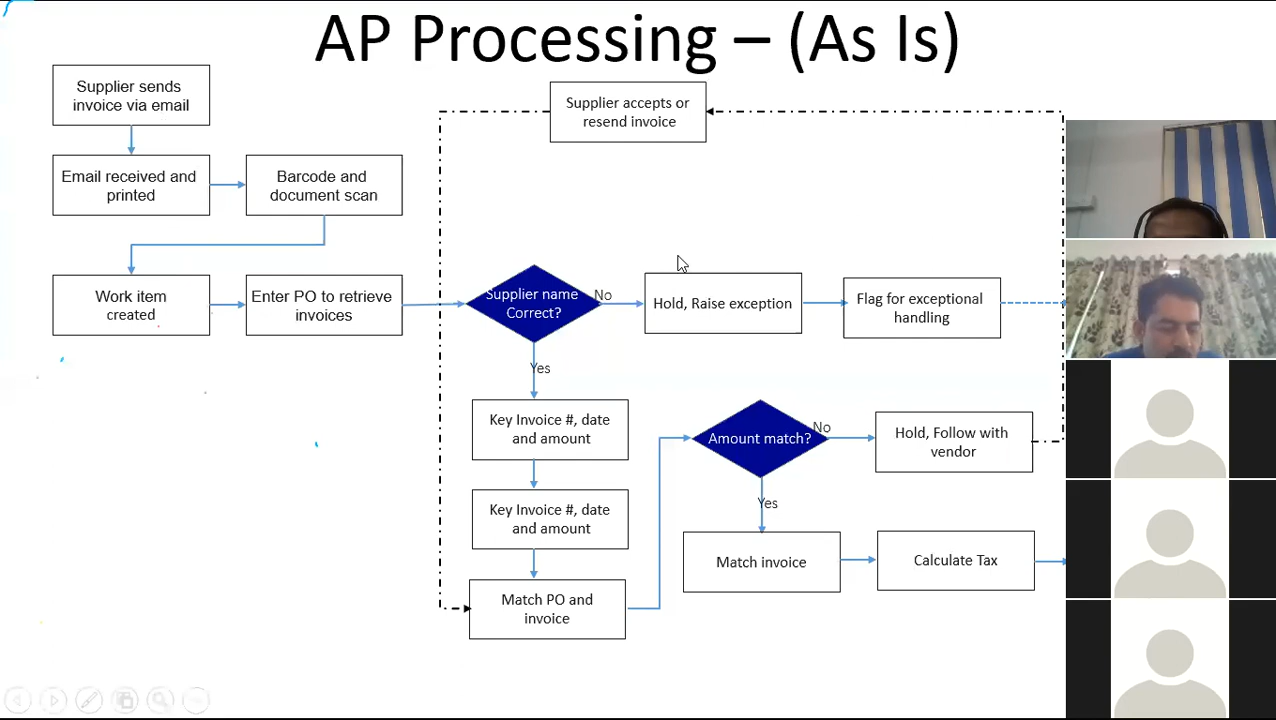 AP Processing – (As Is)
Supplier sends
invoice via email
Supplier accepts or
resend invoice
Email received and
printed
Barcode and
document scan
Work item
created
Enter PO to retrieve
invoices
Supplier name
Correct?
No
Hold, Raise exception
Flag for exceptional
handling
Yes
Key Invoice #, date
and amount
Amount match?
No
Hold, Follow with
vendor
Key Invoice #, date
and amount
Yes
Match PO and
invoice
Match invoice
Calculate Tax